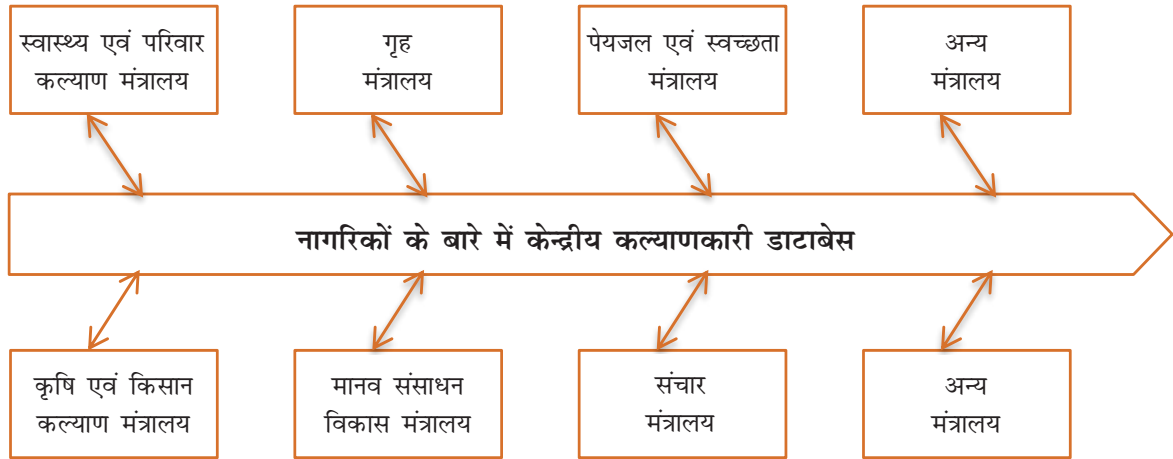 स्वास्थ्य एवं परिवार
कल्याण मंत्रालय
गृह
मंत्रालय
पेयजल एवं स्वच्छता
मंत्रालय
अन्य
मंत्रालय
नागरिकों के बारे में केन्द्रीय कल्याणकारी डाटाबेस
कृषि एवं किसान
कल्याण मंत्रालय
मानव संसाधन
विकास मंत्रालय
संचार
मंत्रालय
अन्य
मंत्रालय